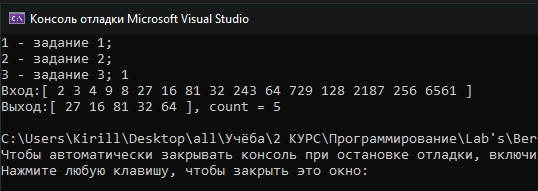 Консоль отладки Microsoft Visual Studio
1 - задание 1;
2 - задание 2;
3 - задание 3; 1
Вход:[ 2 3 4 9 8 27 16 81 32 243 64 729 128 2187 256 6561 ]
Выход:[ 27 16 81 32 64 ], count = 5
C:\Users\Kirill\Desktop\all\Учёба\2 КУРС\Программирование\Lab's\Ber
Чтобы автоматически закрывать консоль при остановке отладки, включи
Нажмите любую клавишу, чтобы закрыть это окно: